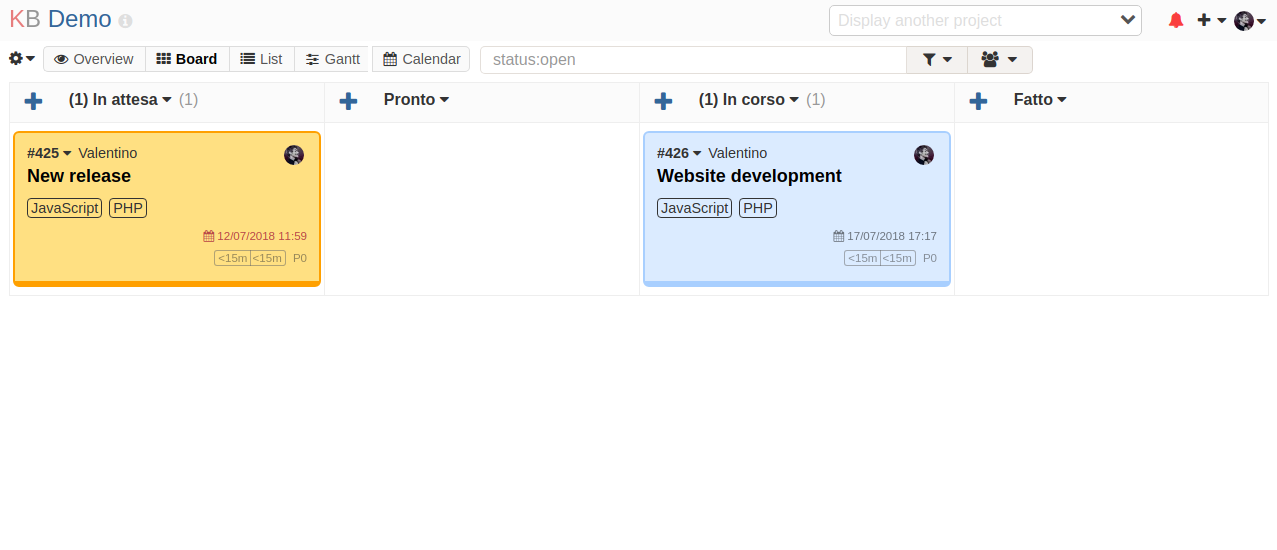 KB Demo
Display another project
Overview Board List Gantt Calendar status:open
(1) In attesa (1) Pronto (1) In corso (1) Fatto
#425 Valentino
New release
JavaScript PHP
12/07/2018 11:59
<15m <15m P0
#426 Valentino
Website development
JavaScript PHP
17/07/2018 17:17
<15m <15m P0